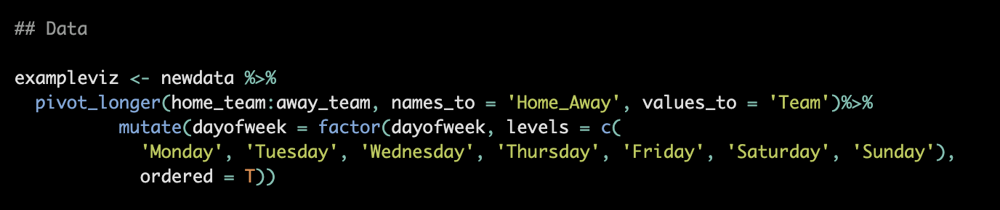 ## Data
exampleviz <- newdata %>%
pivot_longer(home_team:away_team, names_to = 'Home_Away', values_to = 'Team')%>%
mutate(dayofweek = factor(dayofweek, levels = c(
'Monday', 'Tuesday', 'Wednesday', 'Thursday', 'Friday', 'Saturday', 'Sunday'),
ordered = T))